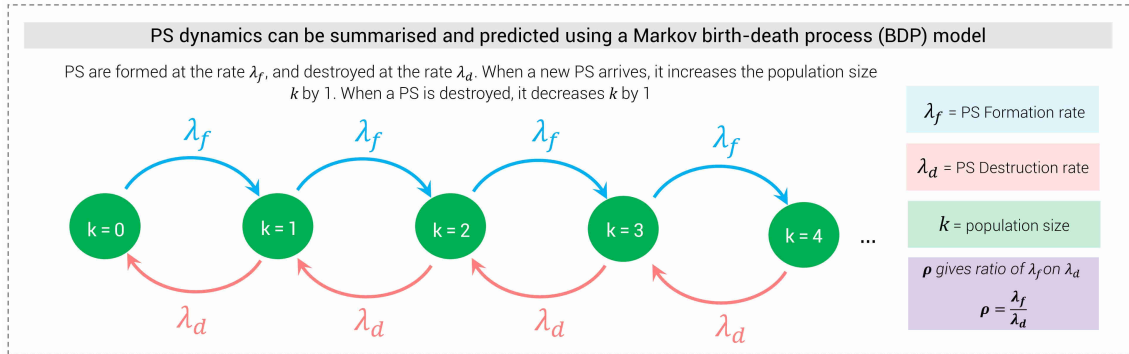 PS dynamics can be summarised and predicted using a Markov birth-death process (BDP) model
PS are formed at the rate λf, and destroyed at the rate λd. When a new PS arrives, it increases the population size
k by 1. When a PS is destroyed, it decreases k by 1
λf λf λf λf
k = 0 k = 1 k = 2 k = 3 k = 4 ...
λd λd λd λd
λf = PS Formation rate
λd = PS Destruction rate
k = population size
ρ gives ratio of λf on λd
ρ = λf/λd